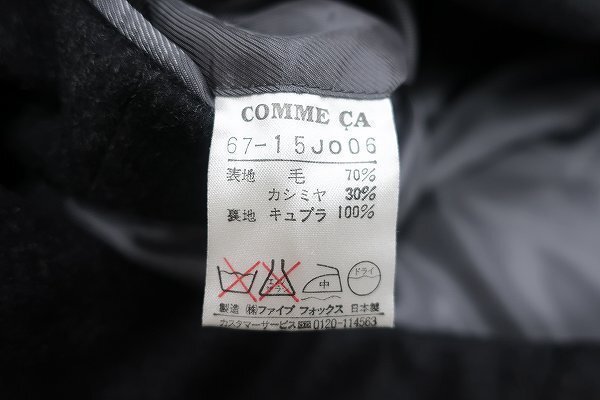 COMME ÇA
67-15J006
表地 毛 70%
カシミヤ 30%
裏地 キュプラ 100%
中 ドライ
製造 ㈱ファイブ フォックス 日本製
カスタマーサービス 0120-114563